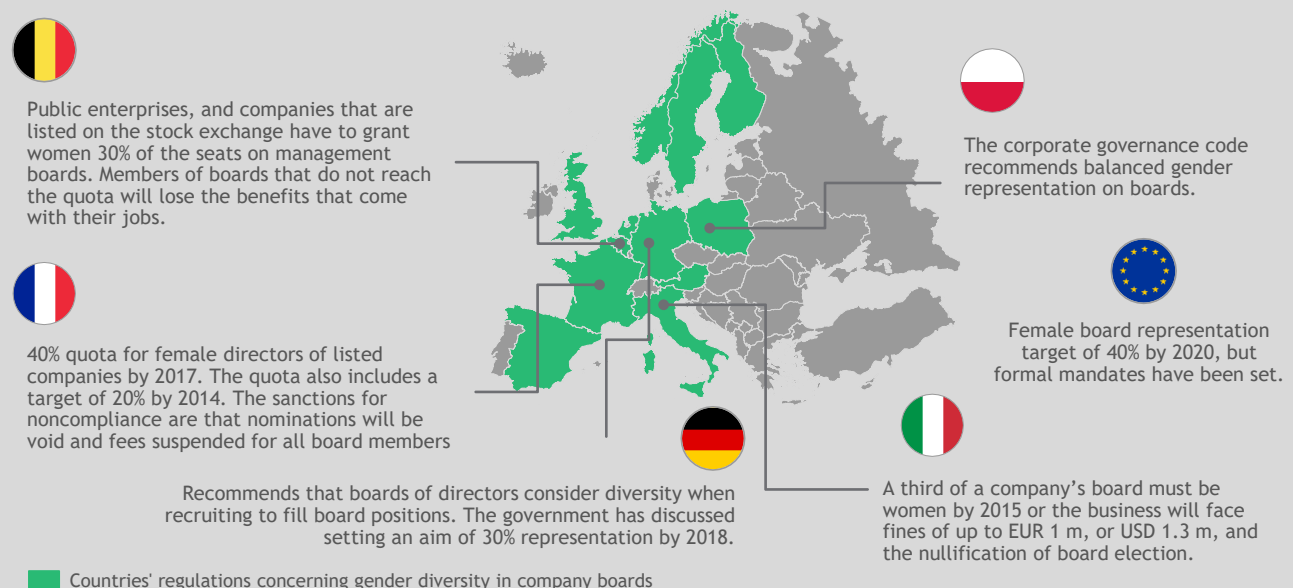 Public enterprises, and companies that are
listed on the stock exchange have to grant
women 30% of the seats on management
boards. Members of boards that do not reach
the quota will lose the benefits that come
with their jobs.
The corporate governance code
recommends balanced gender
representation on boards.
40% quota for female directors of listed
companies by 2017. The quota also includes a
target of 20% by 2014. The sanctions for
noncompliance are that nominations will be
void and fees suspended for all board members
Female board representation
target of 40% by 2020, but
formal mandates have been set.
Recommends that boards of directors consider diversity when
recruiting to fill board positions. The government has discussed
setting an aim of 30% representation by 2018.
A third of a company’s board must be
women by 2015 or the business will face
fines of up to EUR 1 m, or USD 1.3 m, and
the nullification of board election.
Countries' regulations concerning gender diversity in company boards